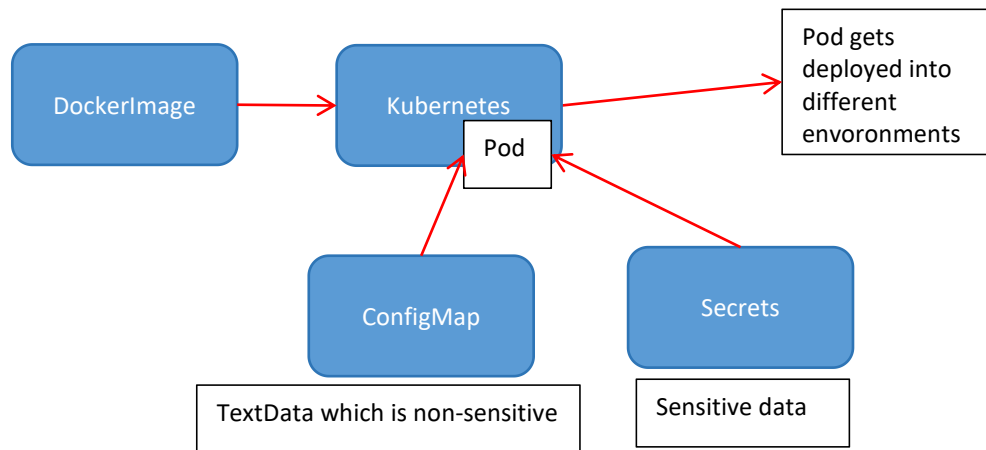 Pod gets
deployed into
different
envoronments
DockerImage
Kubernetes
Pod
ConfigMap
Secrets
TextData which is non-sensitive
Sensitive data